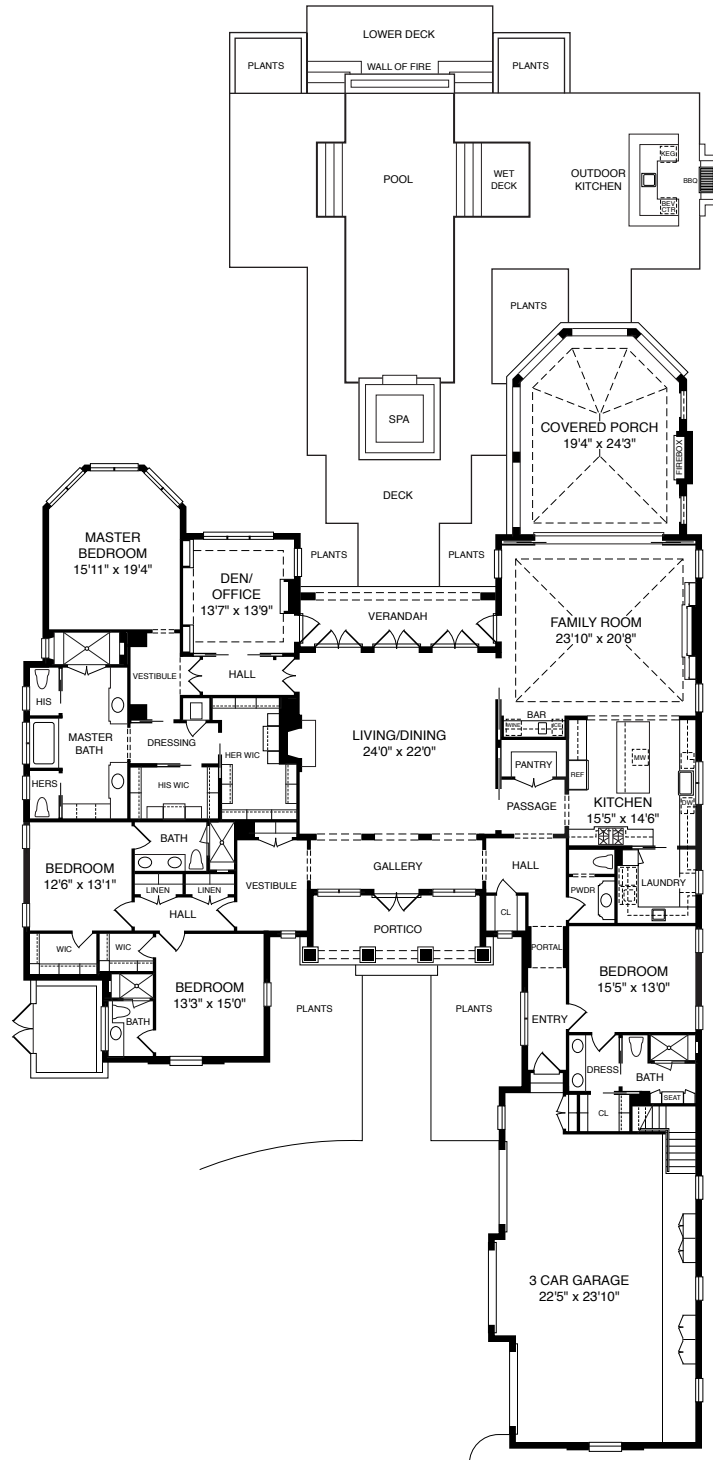 LOWER DECK
PLANTS
WALL OF FIRE
PLANTS
POOL
WET
DECK
OUTDOOR
KITCHEN
KEG
BBQ
BEV
CTR
PLANTS
SPA
COVERED PORCH
19'4" x 24'3"
FIREBOX
DECK
MASTER
BEDROOM
15'11" x 19'4"
DEN/
OFFICE
13'7" x 13'9"
PLANTS
PLANTS
VERANDAH
FAMILY ROOM
23'10" x 20'8"
VESTIBULE
HALL
HIS
MASTER
BATH
HERS
DRESSING
HER WIC
HIS WIC
LIVING/DINING
24'0" x 22'0"
BAR
WINE
ICE
PANTRY
REF
MW
DW
KITCHEN
15'5" x 14'6"
PASSAGE
BEDROOM
12'6" x 13'1"
BATH
LINEN
LINEN
HALL
VESTIBULE
GALLERY
HALL
PWDR
LAUNDRY
CL
PORTICO
WIC
WIC
BEDROOM
13'3" x 15'0"
BATH
PORTAL
BEDROOM
15'5" x 13'0"
PLANTS
PLANTS
ENTRY
DRESS
BATH
SEAT
CL
3 CAR GARAGE
22'5" x 23'10"